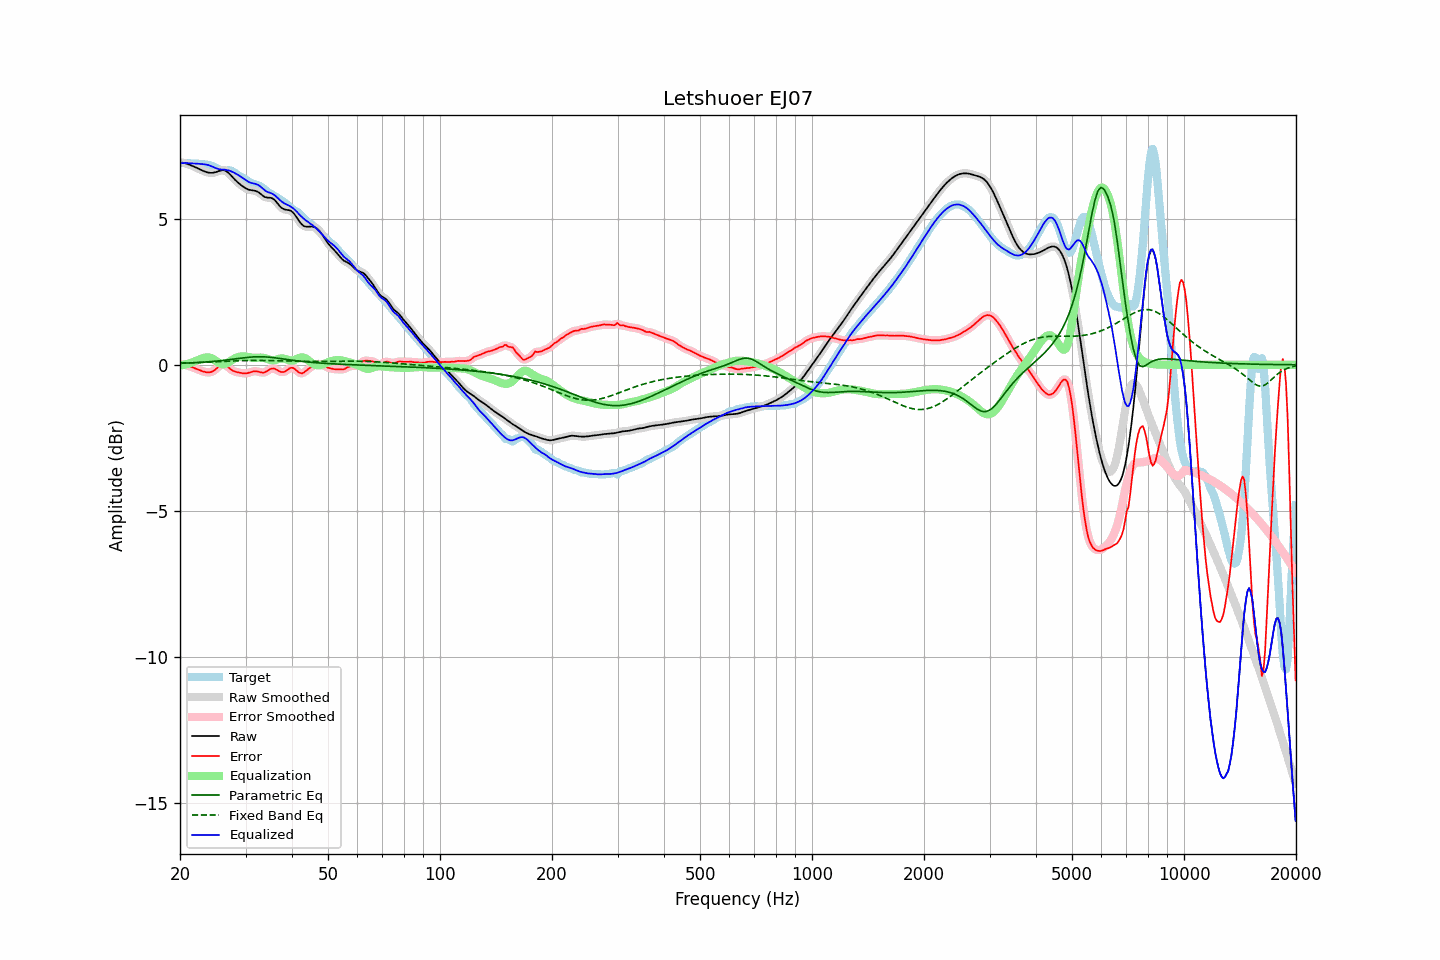 Letshuoer EJ07
5
0
−5
−10
−15
Amplitude (dBr)
Target
Raw Smoothed
Error Smoothed
Raw
Error
Equalization
Parametric Eq
Fixed Band Eq
Equalized
20 50 100 200 500 1000 2000 5000 10000 20000
Frequency (Hz)